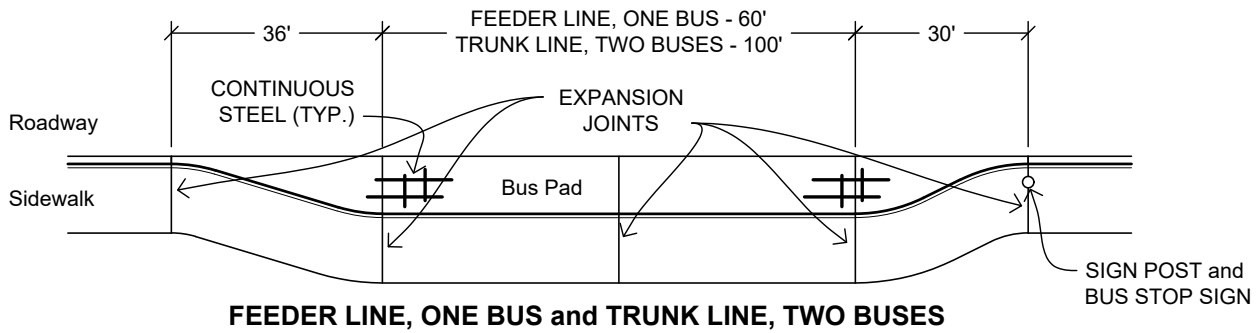 FEEDER LINE, ONE BUS - 60'
36'
TRUNK LINE, TWO BUSES - 100'
30'
CONTINUOUS
STEEL (TYP.)
EXPANSION
JOINTS
Roadway
Sidewalk
Bus Pad
SIGN POST and
BUS STOP SIGN
FEEDER LINE, ONE BUS and TRUNK LINE, TWO BUSES